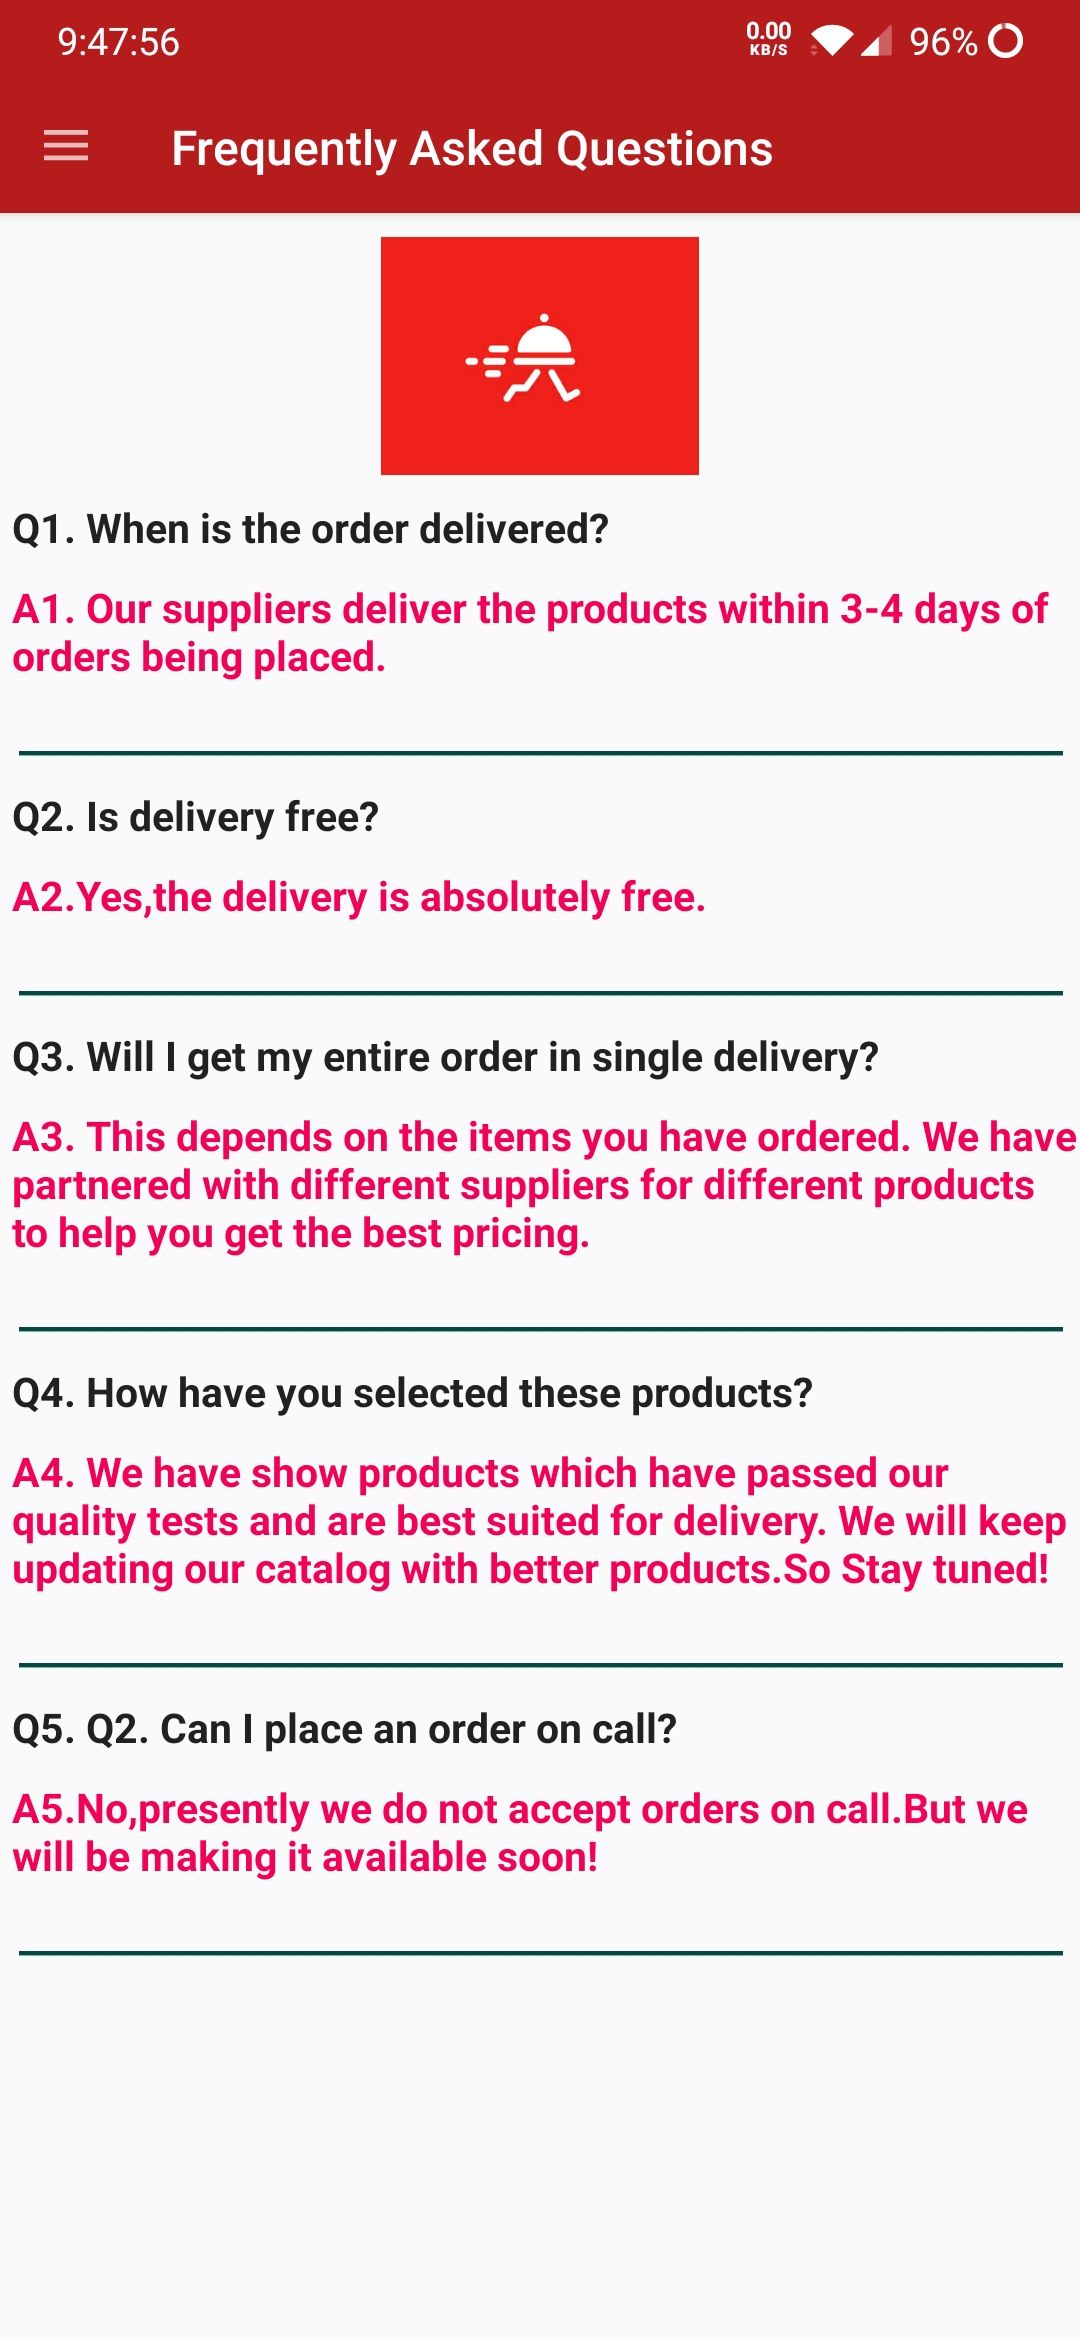 9:47:56
0.00
KB/S
96%
Frequently Asked Questions
Q1. When is the order delivered?
A1. Our suppliers deliver the products within 3-4 days of
orders being placed.
Q2. Is delivery free?
A2.Yes,the delivery is absolutely free.
Q3. Will I get my entire order in single delivery?
A3. This depends on the items you have ordered. We have
partnered with different suppliers for different products
to help you get the best pricing.
Q4. How have you selected these products?
A4. We have show products which have passed our
quality tests and are best suited for delivery. We will keep
updating our catalog with better products.So Stay tuned!
Q5. Q2. Can I place an order on call?
A5.No,presently we do not accept orders on call.But we
will be making it available soon!